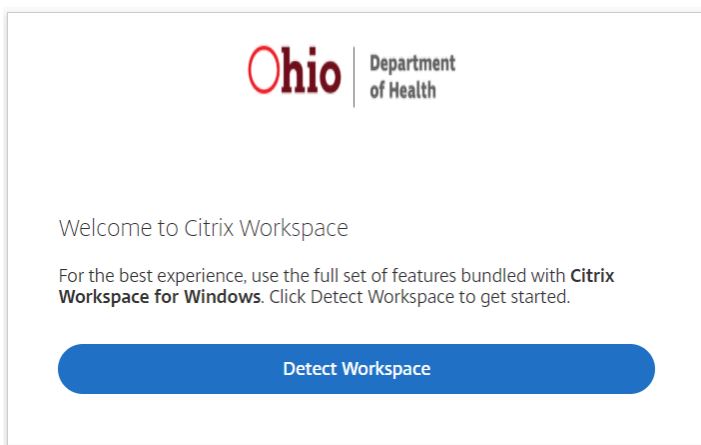 Ohio
Department
of Health
Welcome to Citrix Workspace
For the best experience, use the full set of features bundled with Citrix
Workspace for Windows. Click Detect Workspace to get started.
Detect Workspace